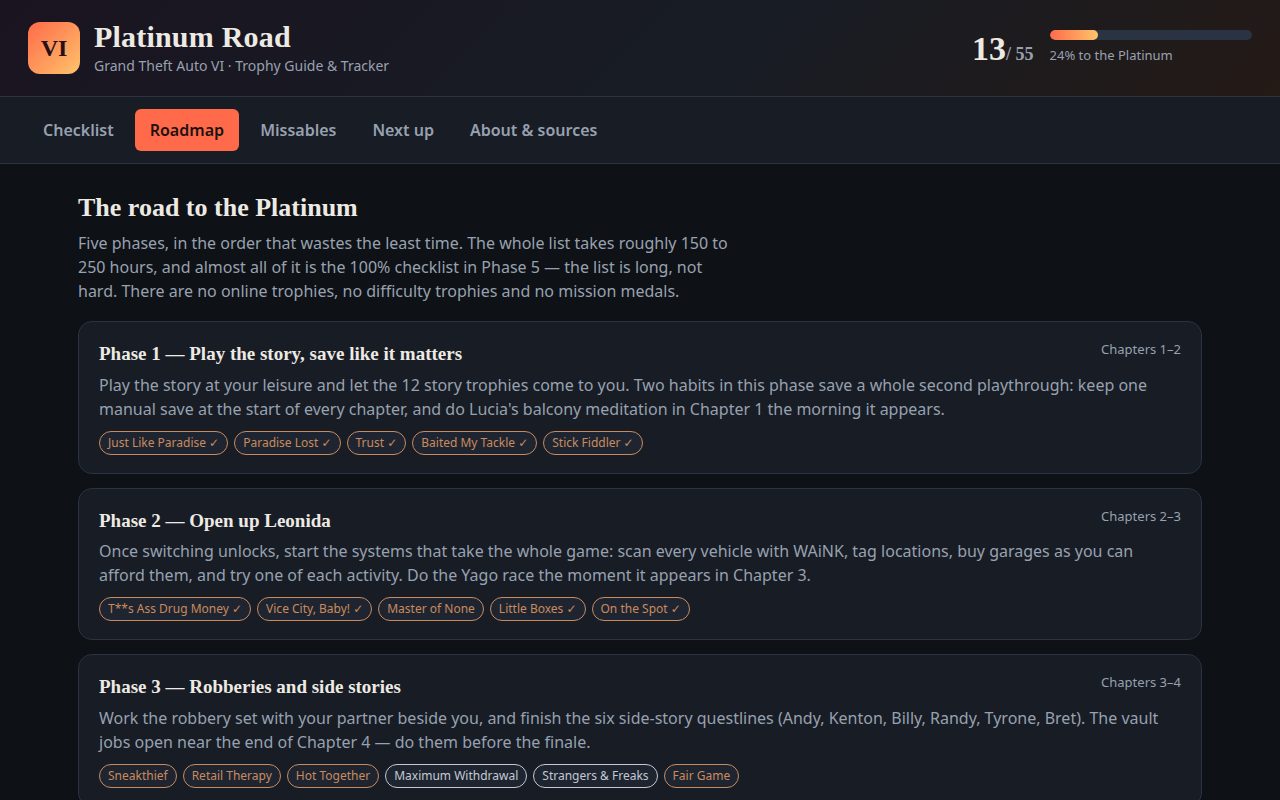 VI
Platinum Road
Grand Theft Auto VI · Trophy Guide & Tracker
13 / 55
24% to the Platinum
Checklist Roadmap Missables Next up About & sources
The road to the Platinum
Five phases, in the order that wastes the least time. The whole list takes roughly 150 to
250 hours, and almost all of it is the 100% checklist in Phase 5 — the list is long, not
hard. There are no online trophies, no difficulty trophies and no mission medals.
Phase 1 — Play the story, save like it matters
Chapters 1–2
Play the story at your leisure and let the 12 story trophies come to you. Two habits in this phase save a whole second playthrough: keep one
manual save at the start of every chapter, and do Lucia's balcony meditation in Chapter 1 the morning it appears.
Just Like Paradise ✓ Paradise Lost ✓ Trust ✓ Baited My Tackle ✓ Stick Fiddler ✓
Phase 2 — Open up Leonida
Chapters 2–3
Once switching unlocks, start the systems that take the whole game: scan every vehicle with WAiNK, tag locations, buy garages as you can
afford them, and try one of each activity. Do the Yago race the moment it appears in Chapter 3.
T**s Ass Drug Money ✓ Vice City, Baby! ✓ Master of None Little Boxes ✓ On the Spot ✓
Phase 3 — Robberies and side stories
Chapters 3–4
Work the robbery set with your partner beside you, and finish the six side-story questlines (Andy, Kenton, Billy, Randy, Tyrone, Bret). The vault
jobs open near the end of Chapter 4 — do them before the finale.
Sneakthief Retail Therapy Hot Together Maximum Withdrawal Strangers & Freaks Fair Game